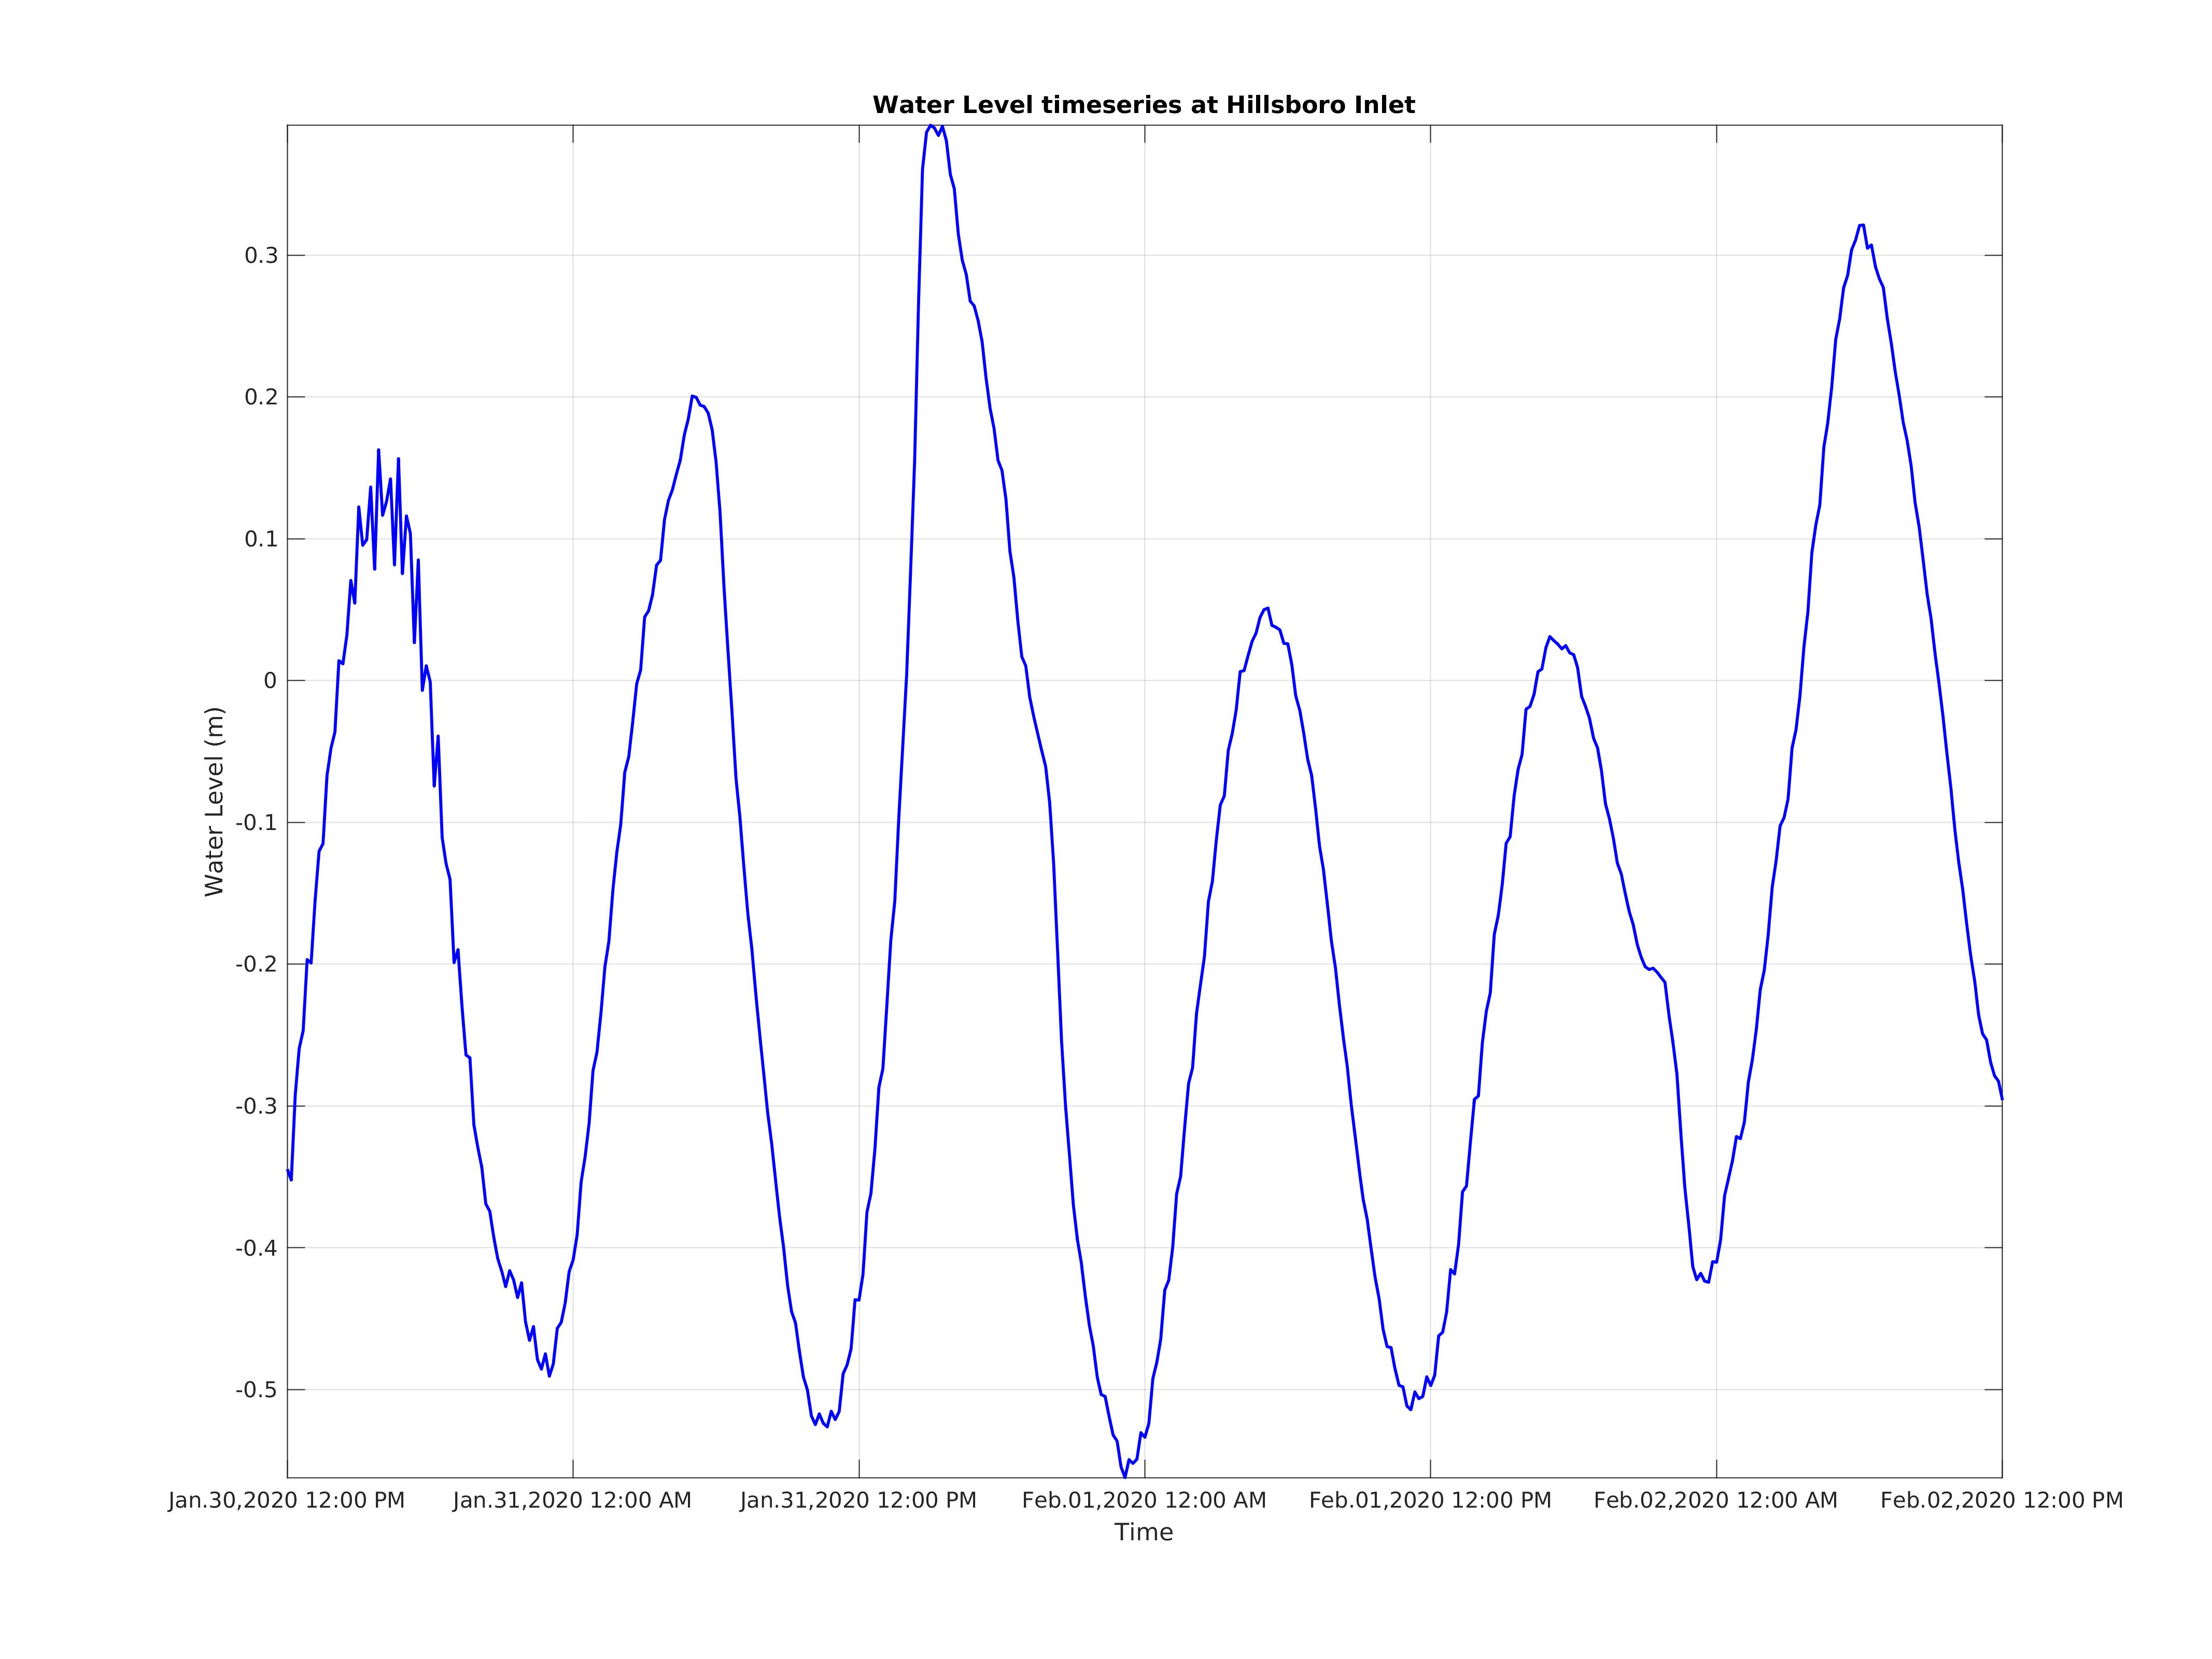 Water Level timeseries at Hillsboro Inlet
0.3
0.2
0.1
0
-0.1
-0.2
-0.3
-0.4
-0.5
Water Level (m)
Jan.30,2020 12:00 PM Jan.31,2020 12:00 AM Jan.31,2020 12:00 PM Feb.01,2020 12:00 AM Feb.01,2020 12:00 PM Feb.02,2020 12:00 AM Feb.02,2020 12:00 PM
Time